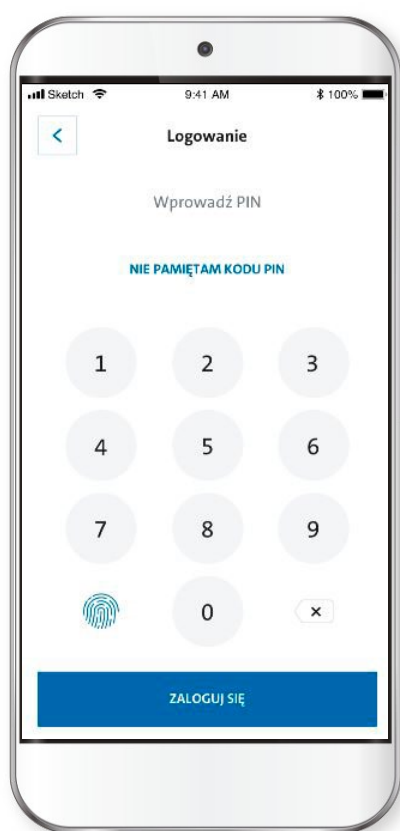 Sketch 9:41 AM 100%
Logowanie
Wprowadź PIN
NIE PAMIĘTAM KODU PIN
1 2 3
4 5 6
7 8 9
0
ZALOGUJ SIĘ